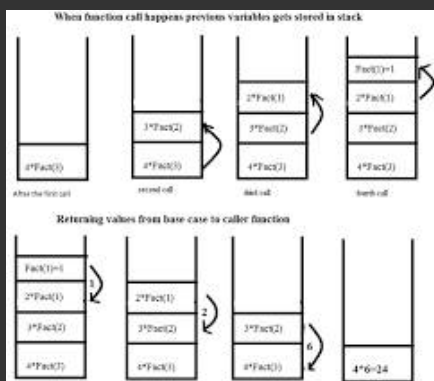 When function call happens previous variables gets stored in stack
4*Fact(3)
After the first call
3*Fact(2)
4*Fact(3)
second call
2*Fact(1)
3*Fact(2)
4*Fact(3)
third call
Fact(1)=1
2*Fact(1)
3*Fact(2)
4*Fact(3)
fourth call
Returning values from base case to caller function
Fact(1)=1
1
2*Fact(1)
3*Fact(2)
4*Fact(3)
2*Fact(1)
2
3*Fact(2)
4*Fact(3)
3*Fact(2)
6
4*Fact(3)
4*6=24